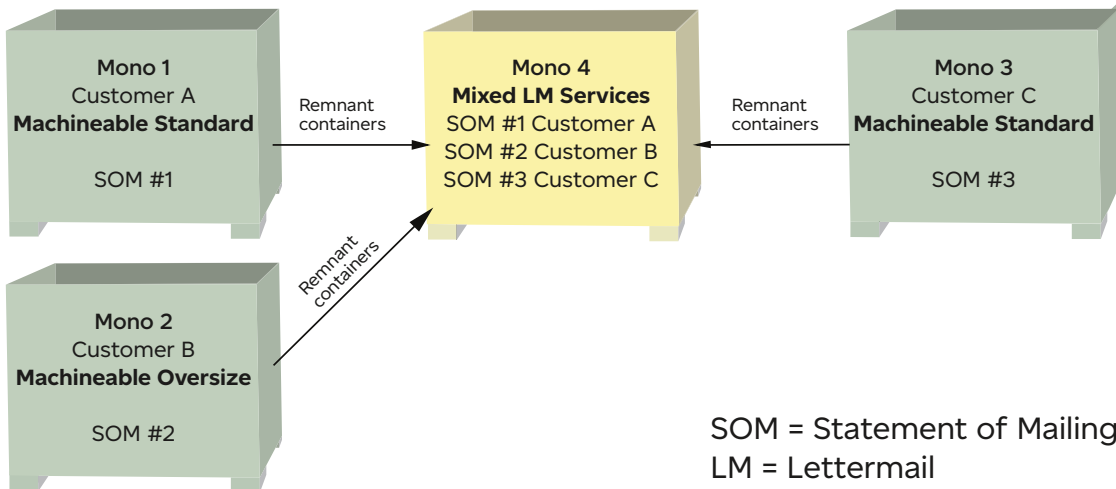 Mono 1
Customer A
Machineable Standard
SOM #1
Remnant
containers
Mono 4
Mixed LM Services
SOM #1 Customer A
SOM #2 Customer B
SOM #3 Customer C
Remnant
containers
Mono 3
Customer C
Machineable Standard
SOM #3
Remnant
containers
Mono 2
Customer B
Machineable Oversize
SOM #2
SOM = Statement of Mailing
LM = Lettermail